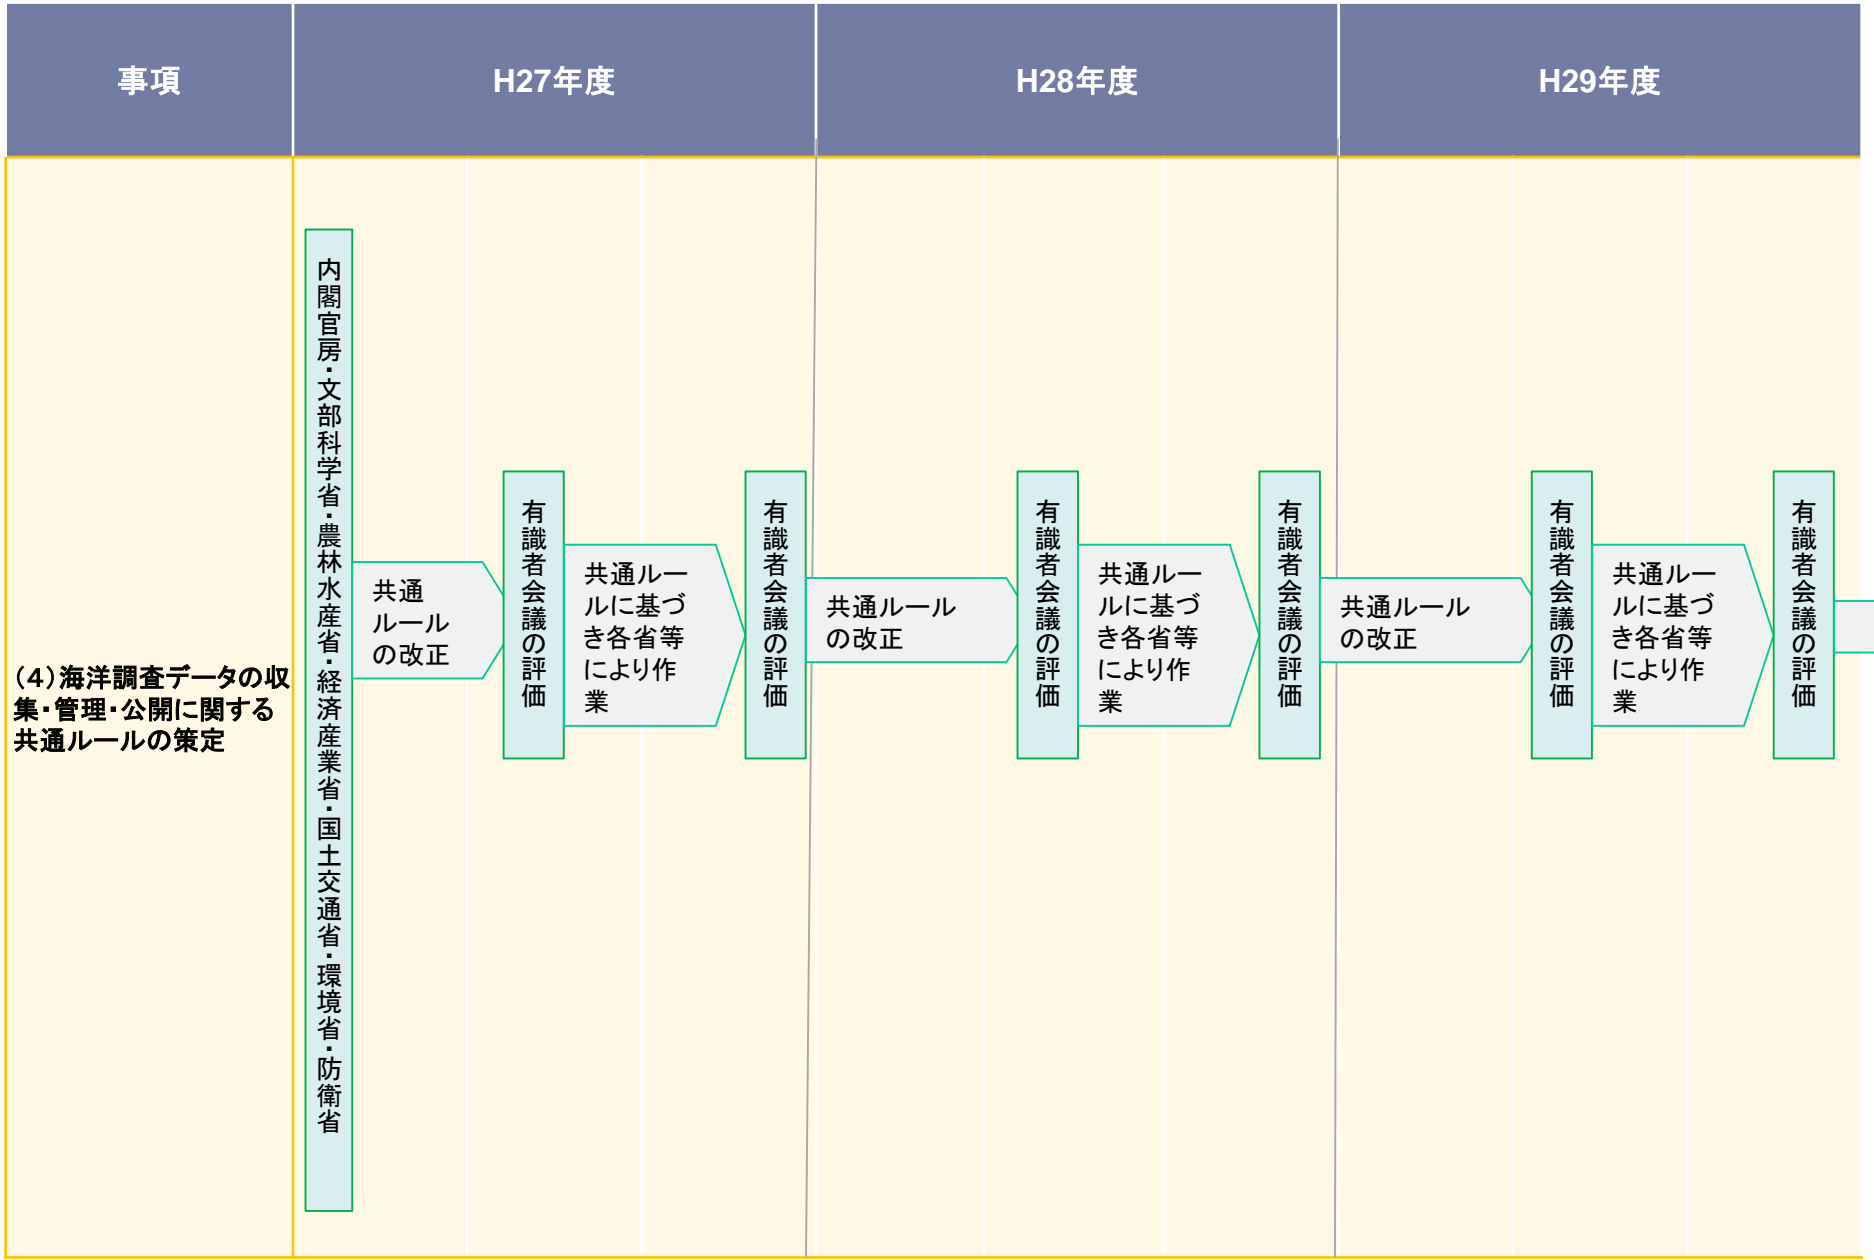 事項
H27年度
H28年度
H29年度
(4)海洋調査データの収
集・管理・公開に関する
共通ルールの策定
内閣官房・文部科学省・農林水産省・経済産業省・国土交通省・環境省・防衛省
共通
ルール
の改正
有識者会議の評価
共通ルー
ルに基づ
き各省等
により作
業
有識者会議の評価
共通ルール
の改正
有識者会議の評価
共通ルー
ルに基づ
き各省等
により作
業
有識者会議の評価
共通ルール
の改正
有識者会議の評価
共通ルー
ルに基づ
き各省等
により作
業
有識者会議の評価